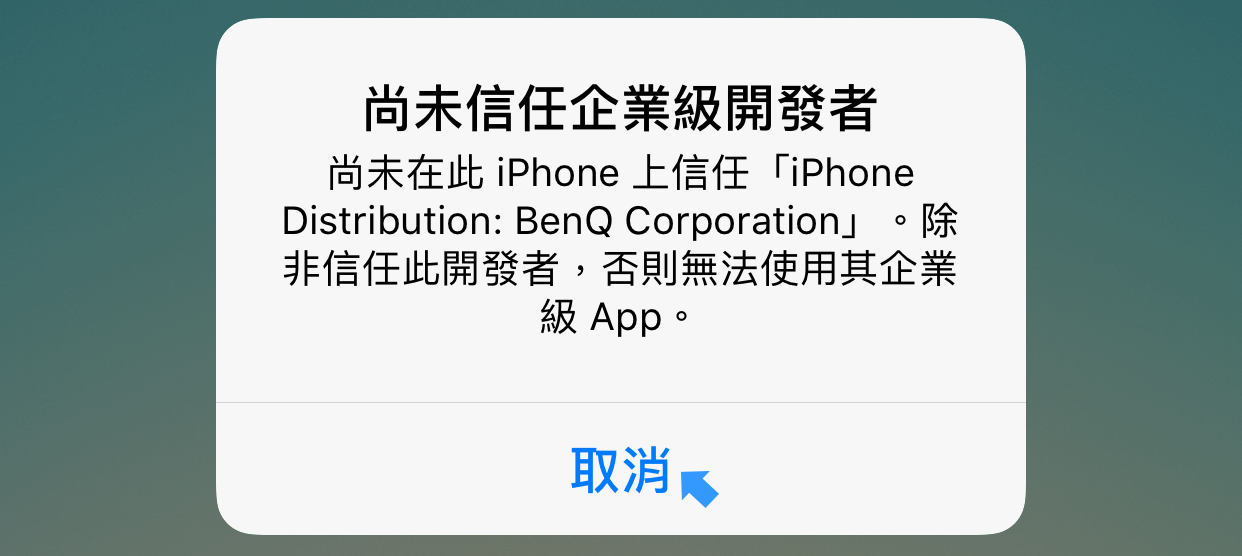 尚未信任企業級開發者
尚未在此 iPhone 上信任「iPhone
Distribution: BenQ Corporation」。除
非信任此開發者，否則無法使用其企業
級 App。
取消